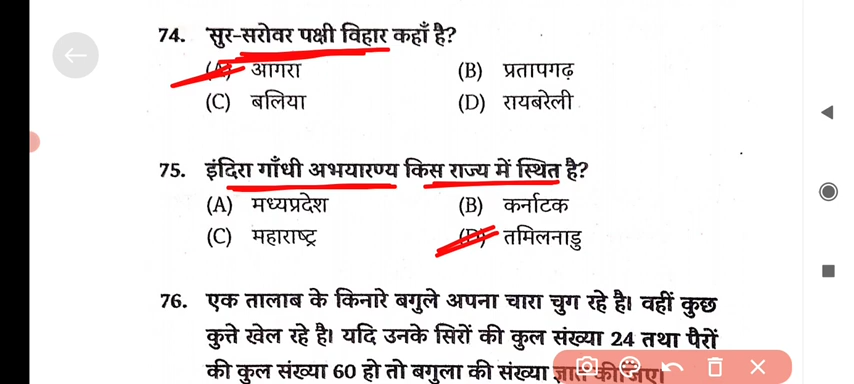 74. 'सुर-सरोवर पक्षी विहार कहाँ है?
(A) आगरा (B) प्रतापगढ़
(C) बलिया (D) रायबरेली
75. इंदिरा गाँधी अभयारण्य किस राज्य में स्थित है?
(A) मध्यप्रदेश (B) कर्नाटक
(C) महाराष्ट्र (D) तमिलनाडु
76. एक तालाब के किनारे बगुले अपना चारा चुग रहे है। वहीं कुछ
कुत्ते खेल रहे है। यदि उनके सिरों की कुल संख्या 24 तथा पैरों
की कुल संख्या 60 हो तो बगुला की संख्या ज्ञात कीजिए।